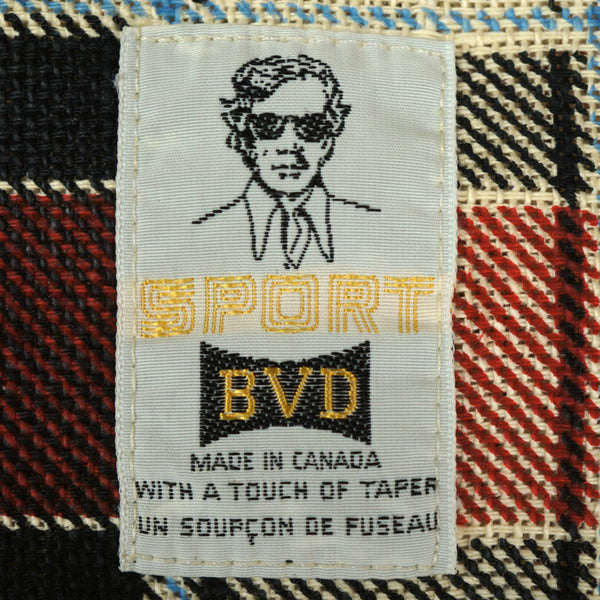 SPORT
BVD
MADE IN CANADA
WITH A TOUCH OF TAPER
UN SOUPÇON DE FUSEAU